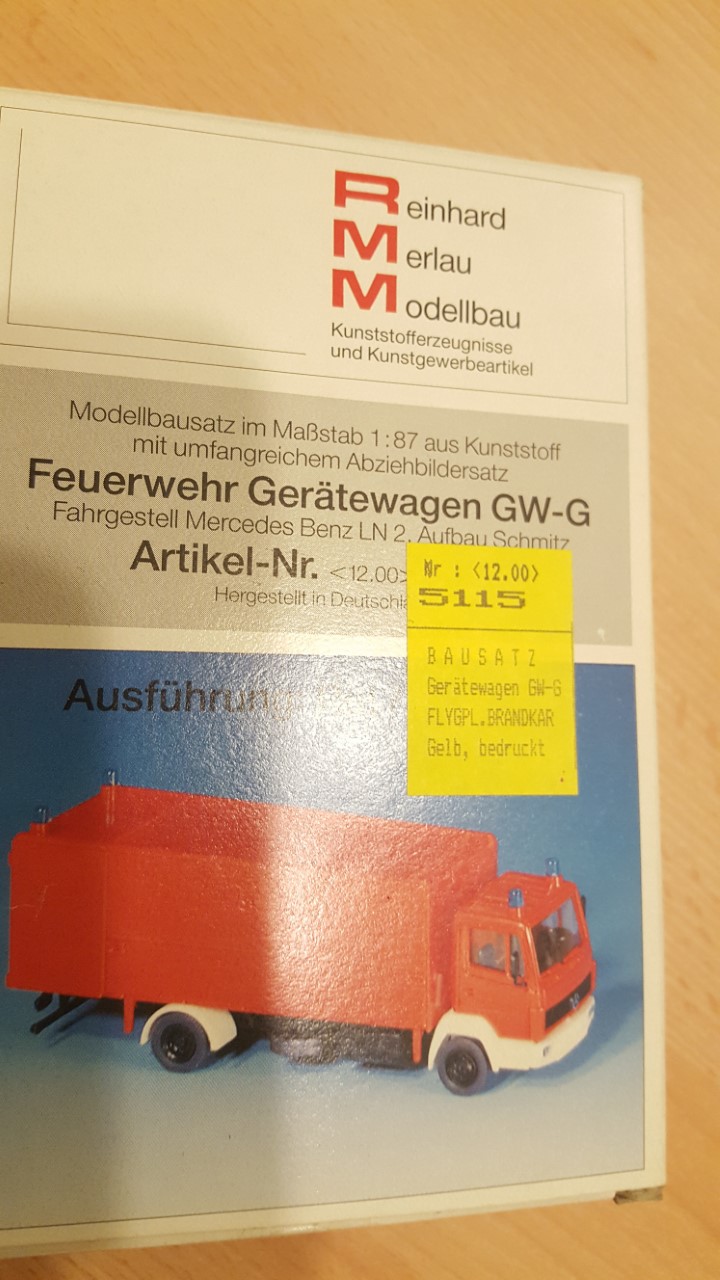 Reinhard
Merlau
Modellbau
Kunststofferzeugnisse
und Kunstgewerbeartikel
Modellbausatz im Maßstab 1:87 aus Kunststoff
mit umfangreichem Abziehbildersatz
Feuerwehr Gerätewagen GW-G
Fahrgestell Mercedes Benz LN 2, Aufbau Schmitz
Artikel-Nr. <12.00>
Hergestellt in
Nr : <12.00>
5115
BAUSATZ
Gerätewagen GW-G
FLYGPL.BRANDKAR
Gelb, bedruckt
Ausführung